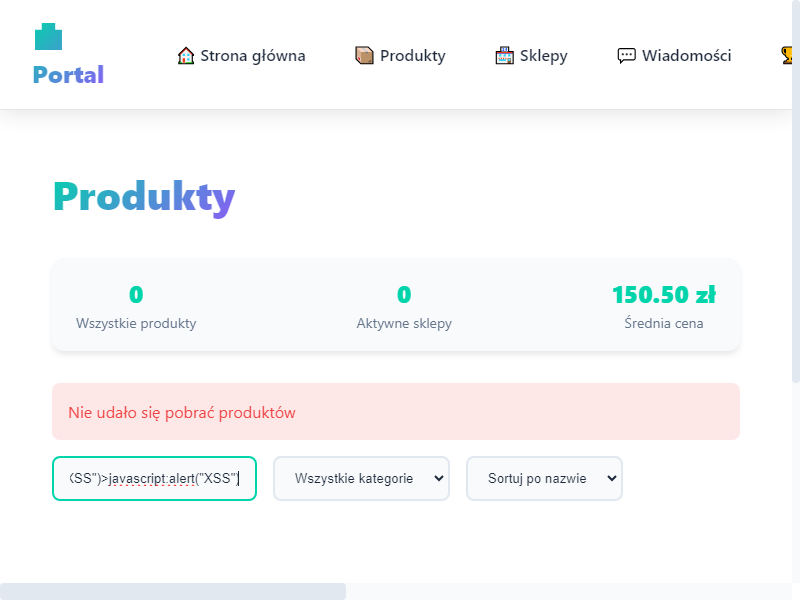 Portal
Strona główna
Produkty
Sklepy
Wiadomości
Produkty
0
Wszystkie produkty
0
Aktywne sklepy
150.50 zł
Średnia cena
Nie udało się pobrać produktów
XSS")>javascript:alert("XSS")
Wszystkie kategorie
Sortuj po nazwie